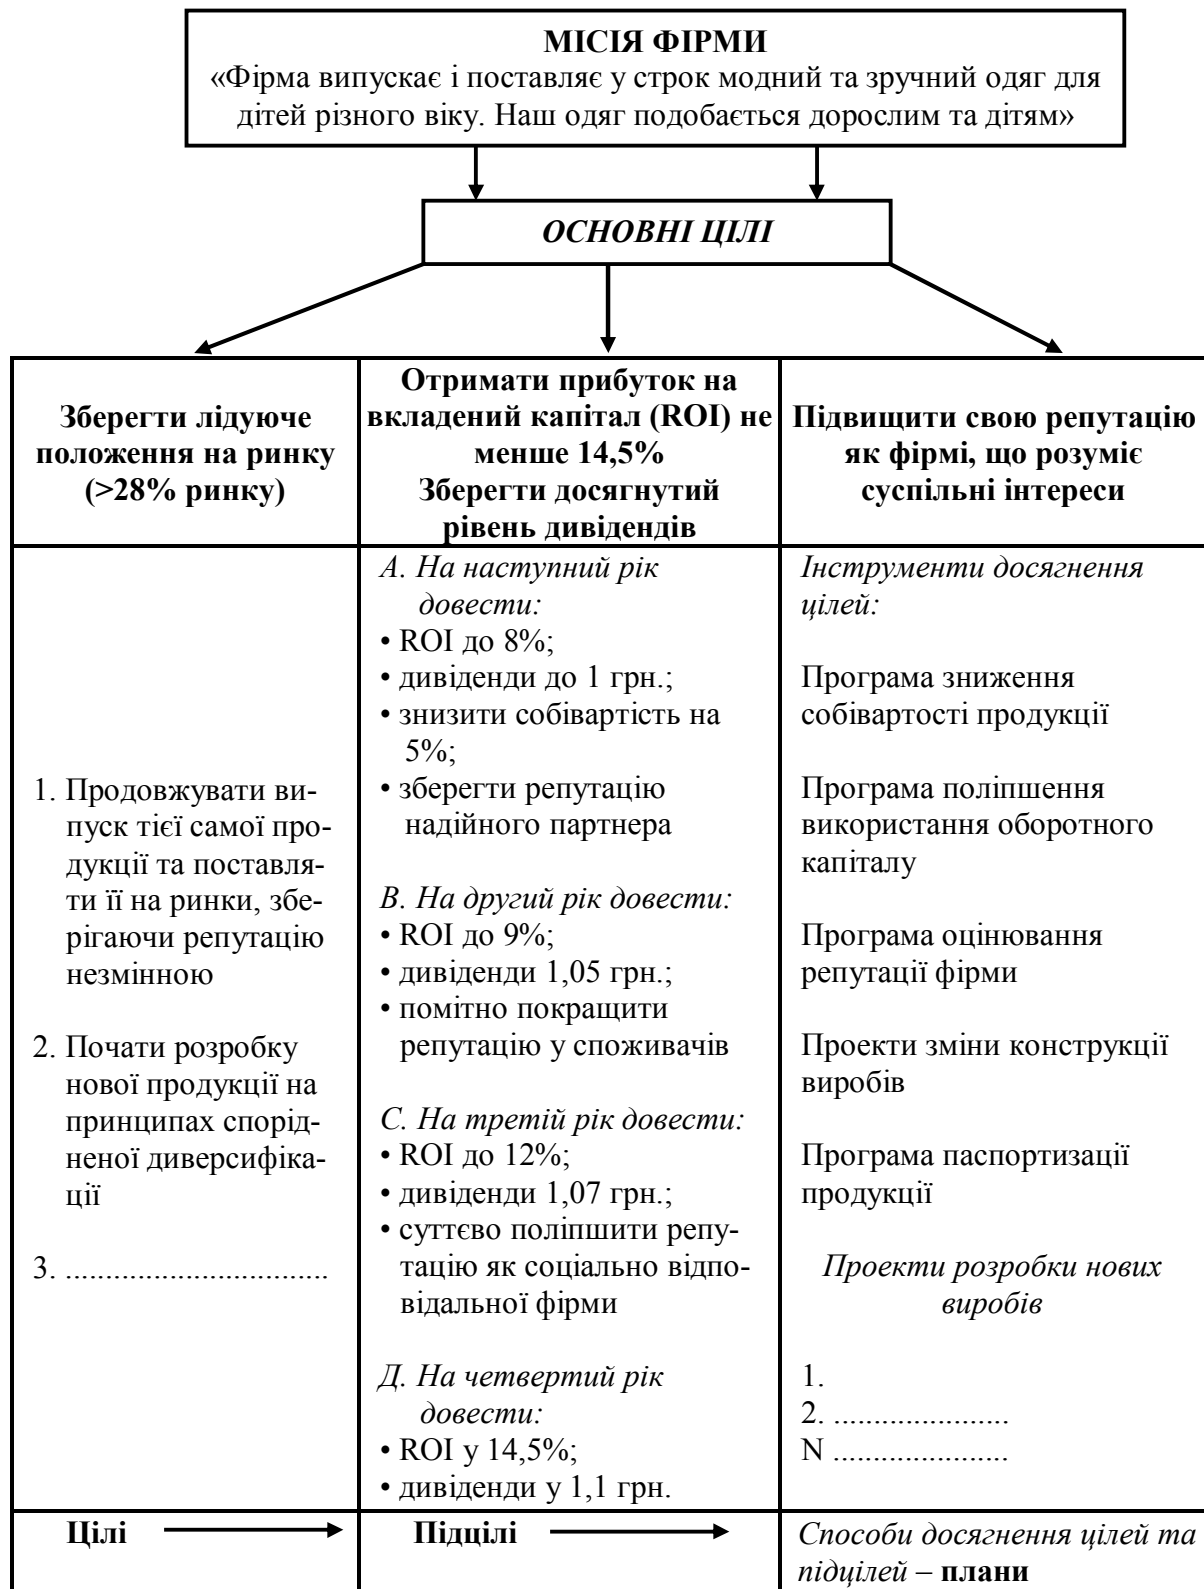 МІСІЯ ФІРМИ
«Фірма випускає і поставляє у строк модний та зручний одяг для
дітей різного віку. Наш одяг подобається дорослим та дітям»
ОСНОВНІ ЦІЛІ
Зберегти лідуюче
положення на ринку
(>28% ринку)
Отримати прибуток на
вкладений капітал (ROI) не
менше 14,5%
Зберегти досягнутий
рівень дивідендів
Підвищити свою репутацію
як фірмі, що розуміє
суспільні інтереси
1. Продовжувати ви-
пуск тієї самої про-
дукції та поставля-
ти її на ринки, збе-
рігаючи репутацію
незмінною
2. Почати розробку
нової продукції на
принципах спорід-
неної диверсифіка-
ції
3. ................................
А. На наступний рік
довести:
• ROI до 8%;
• дивіденди до 1 грн.;
• знизити собівартість на
5%;
• зберегти репутацію
надійного партнера
В. На другий рік довести:
• ROI до 9%;
• дивіденди 1,05 грн.;
• помітно покращити
репутацію у споживачів
С. На третій рік довести:
• ROI до 12%;
• дивіденди 1,07 грн.;
• суттєво поліпшити репу-
тацію як соціально відпо-
відальної фірми
Д. На четвертий рік
довести:
• ROI у 14,5%;
• дивіденди у 1,1 грн.
Інструменти досягнення
цілей:
Програма зниження
собівартості продукції
Програма поліпшення
використання оборотного
капіталу
Програма оцінювання
репутації фірми
Проекти зміни конструкції
виробів
Програма паспортизації
продукції
Проекти розробки нових
виробів
1.
2. .....................
N .....................
Цілі
Підцілі
Способи досягнення цілей та
підцілей – плани